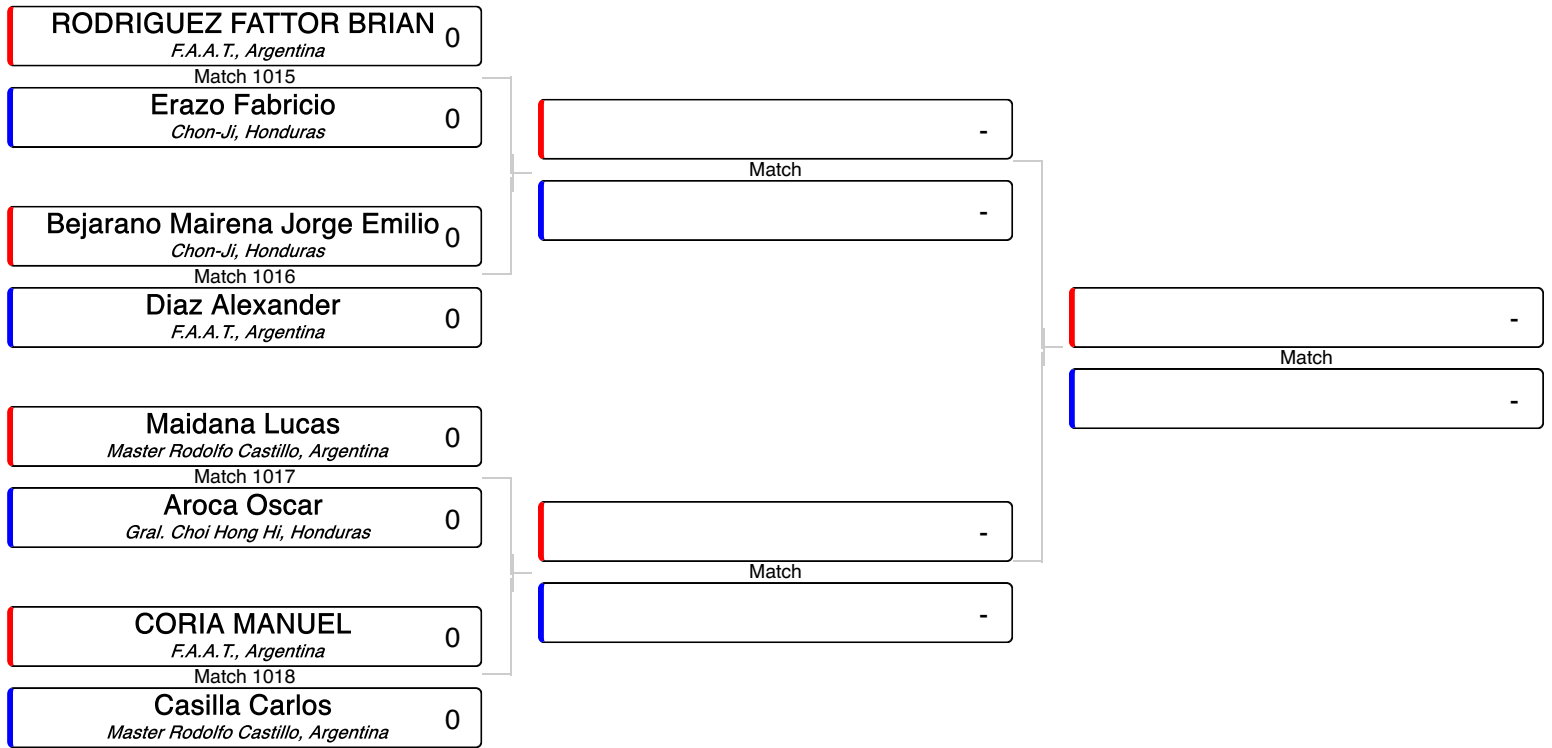 RODRIGUEZ FATTOR BRIAN 0
F.A.A.T., Argentina
Match 1015
Erazo Fabricio 0
Chon-Ji, Honduras
Bejarano Mairena Jorge Emilio 0
Chon-Ji, Honduras
Match 1016
Diaz Alexander 0
F.A.A.T., Argentina
Maidana Lucas 0
Master Rodolfo Castillo, Argentina
Match 1017
Aroca Oscar 0
Gral. Choi Hong Hi, Honduras
CORIA MANUEL 0
F.A.A.T., Argentina
Match 1018
Casilla Carlos 0
Master Rodolfo Castillo, Argentina
-
Match
-
-
Match
-
-
Match
-